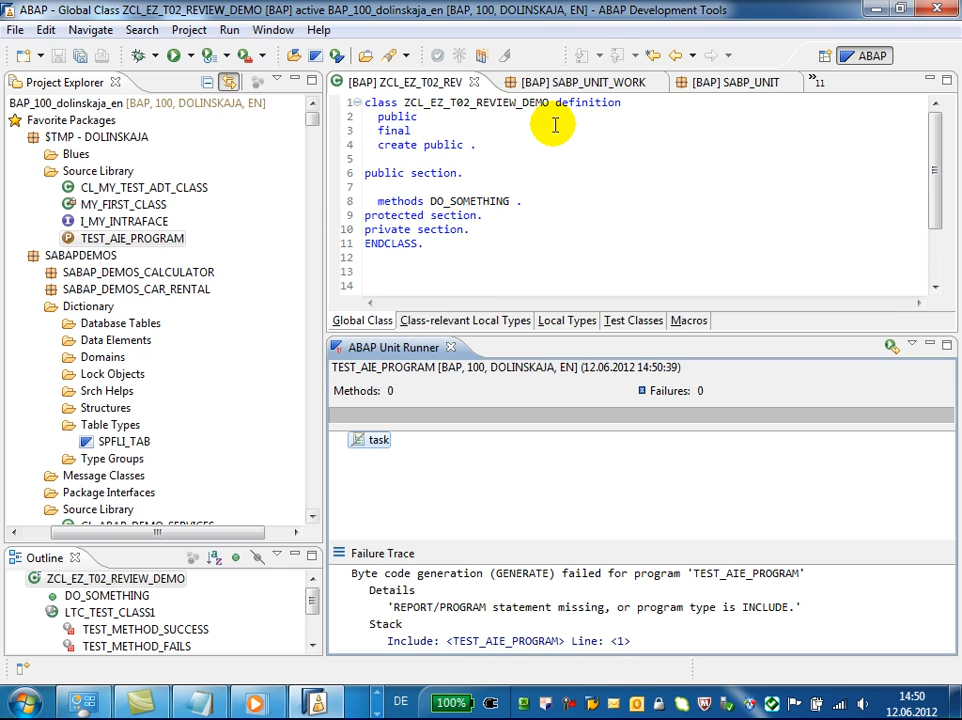 ABAP - Global Class ZCL_EZ_T02_REVIEW_DEMO [BAP] active BAP_100_dolinskaja_en [BAP, 100, DOLINSKAJA, EN] - ABAP Development Tools
File Edit Navigate Search Project Run Window Help
ABAP
Project Explorer
BAP_100_dolinskaja_en [BAP, 100, DOLINSKAJA, EN]
Favorite Packages
$TMP - DOLINSKAJA
Blues
Source Library
CL_MY_TEST_ADT_CLASS
MY_FIRST_CLASS
I_MY_INTRAFACE
TEST_AIE_PROGRAM
SABAPDEMOS
SABAP_DEMOS_CALCULATOR
SABAP_DEMOS_CAR_RENTAL
Dictionary
Database Tables
Data Elements
Domains
Lock Objects
Srch Helps
Structures
Table Types
SPFLI_TAB
Type Groups
Message Classes
Package Interfaces
Source Library
CL_ABAP_DEMO_SERVICES
Outline
ZCL_EZ_T02_REVIEW_DEMO
DO_SOMETHING
LTC_TEST_CLASS1
TEST_METHOD_SUCCESS
TEST_METHOD_FAILS
[BAP] ZCL_EZ_T02_REV [BAP] SABP_UNIT_WORK [BAP] SABP_UNIT »11
1 class ZCL_EZ_T02_REVIEW_DEMO definition
2 public
3 final
4 create public .
5
6 public section.
7
8 methods DO_SOMETHING .
9 protected section.
10 private section.
11 ENDCLASS.
12
13
14
Global Class Class-relevant Local Types Local Types Test Classes Macros
ABAP Unit Runner
TEST_AIE_PROGRAM [BAP, 100, DOLINSKAJA, EN] (12.06.2012 14:50:39)
Methods: 0 Failures: 0
task
Failure Trace
Byte code generation (GENERATE) failed for program 'TEST_AIE_PROGRAM'
Details
'REPORT/PROGRAM statement missing, or program type is INCLUDE.'
Stack
Include: <TEST_AIE_PROGRAM> Line: <1>
DE 100% 14:50
12.06.2012